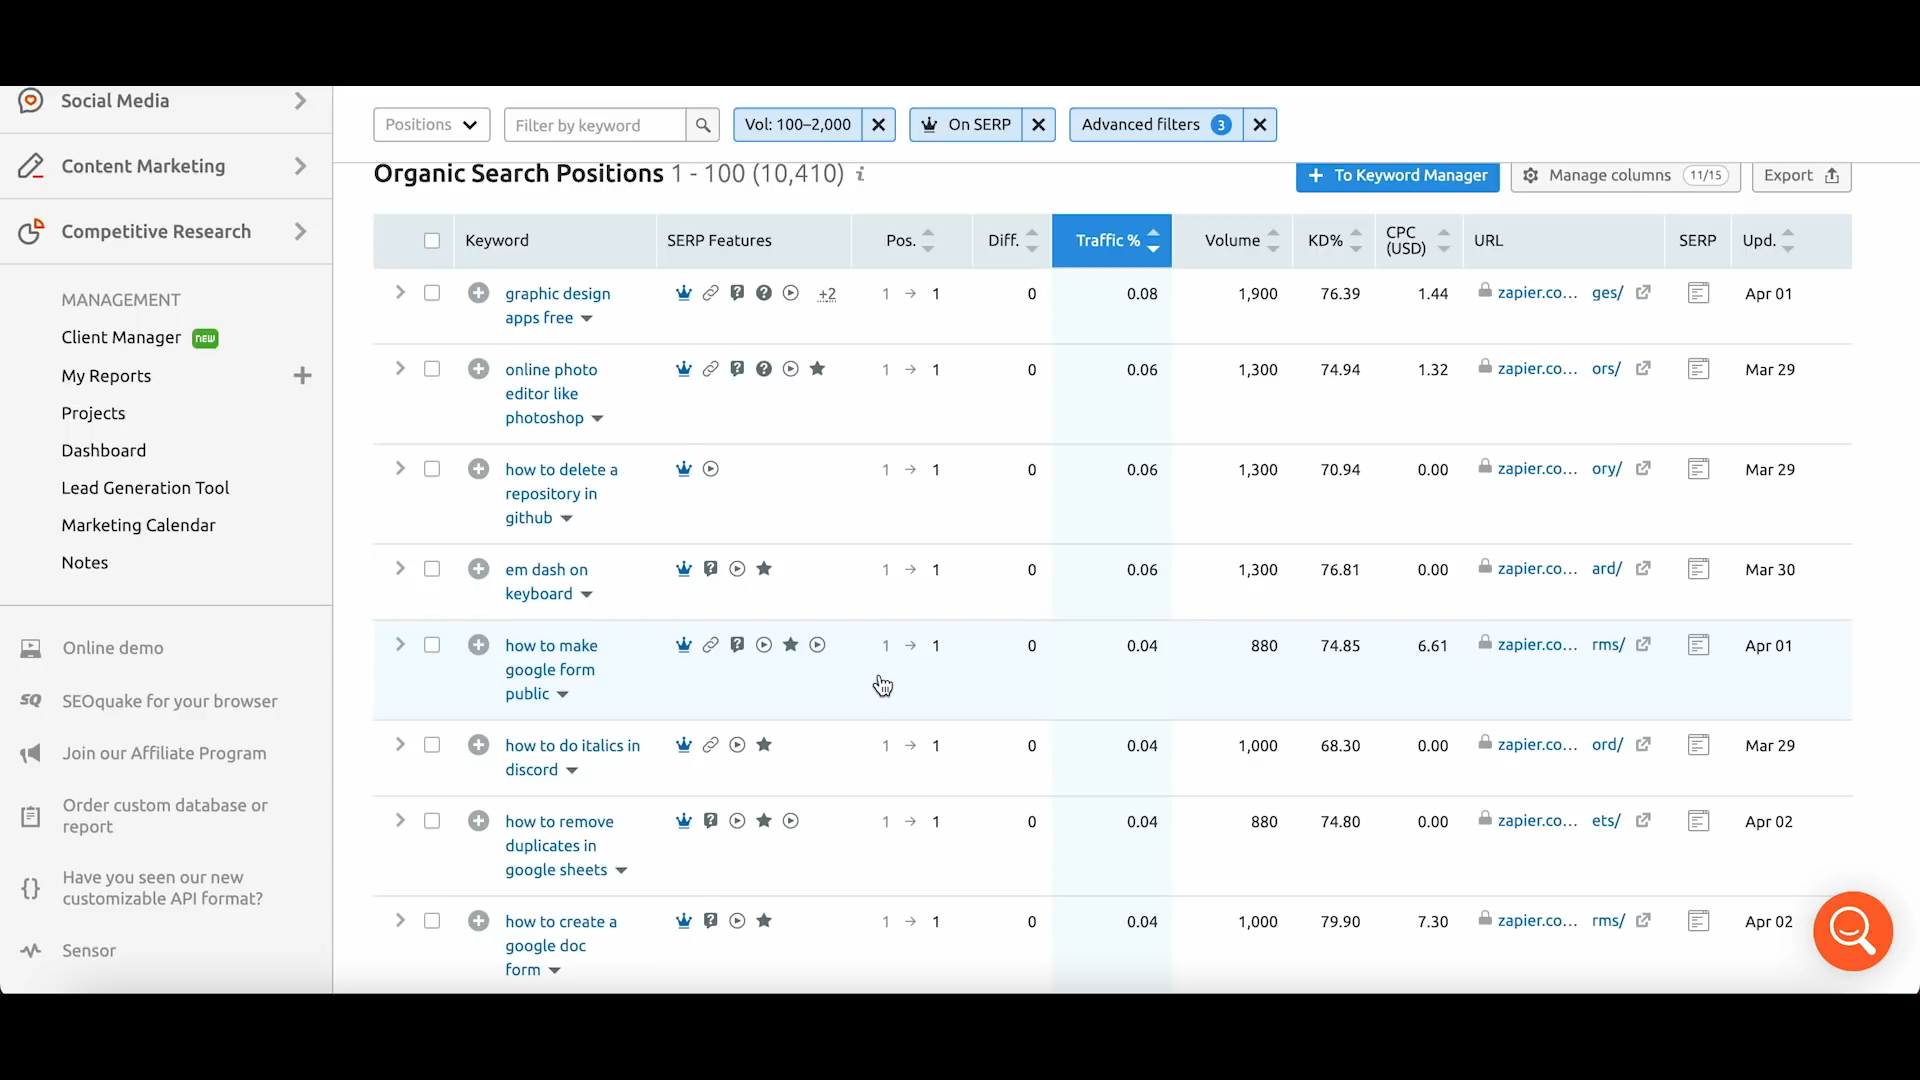 Social Media
Content Marketing
Competitive Research
MANAGEMENT
Client Manager NEW
My Reports
Projects
Dashboard
Lead Generation Tool
Marketing Calendar
Notes
Online demo
SQ SEOquake for your browser
Join our Affiliate Program
Order custom database or
report
Have you seen our new
customizable API format?
Sensor
Positions Filter by keyword Vol: 100–2,000 On SERP Advanced filters 3
Organic Search Positions 1 - 100 (10,410) i
+ To Keyword Manager Manage columns 11/15 Export
Keyword SERP Features Pos. Diff. Traffic % Volume KD% CPC (USD) URL SERP Upd.
graphic design +2 1 → 1 0 0.08 1,900 76.39 1.44 zapier.co... ges/ Apr 01
apps free
online photo 1 → 1 0 0.06 1,300 74.94 1.32 zapier.co... ors/ Mar 29
editor like
photoshop
how to delete a 1 → 1 0 0.06 1,300 70.94 0.00 zapier.co... ory/ Mar 29
repository in
github
em dash on 1 → 1 0 0.06 1,300 76.81 0.00 zapier.co... ard/ Mar 30
keyboard
how to make 1 → 1 0 0.04 880 74.85 6.61 zapier.co... rms/ Apr 01
google form
public
how to do italics in 1 → 1 0 0.04 1,000 68.30 0.00 zapier.co... ord/ Mar 29
discord
how to remove 1 → 1 0 0.04 880 74.80 0.00 zapier.co... ets/ Apr 02
duplicates in
google sheets
how to create a 1 → 1 0 0.04 1,000 79.90 7.30 zapier.co... rms/ Apr 02
google doc
form